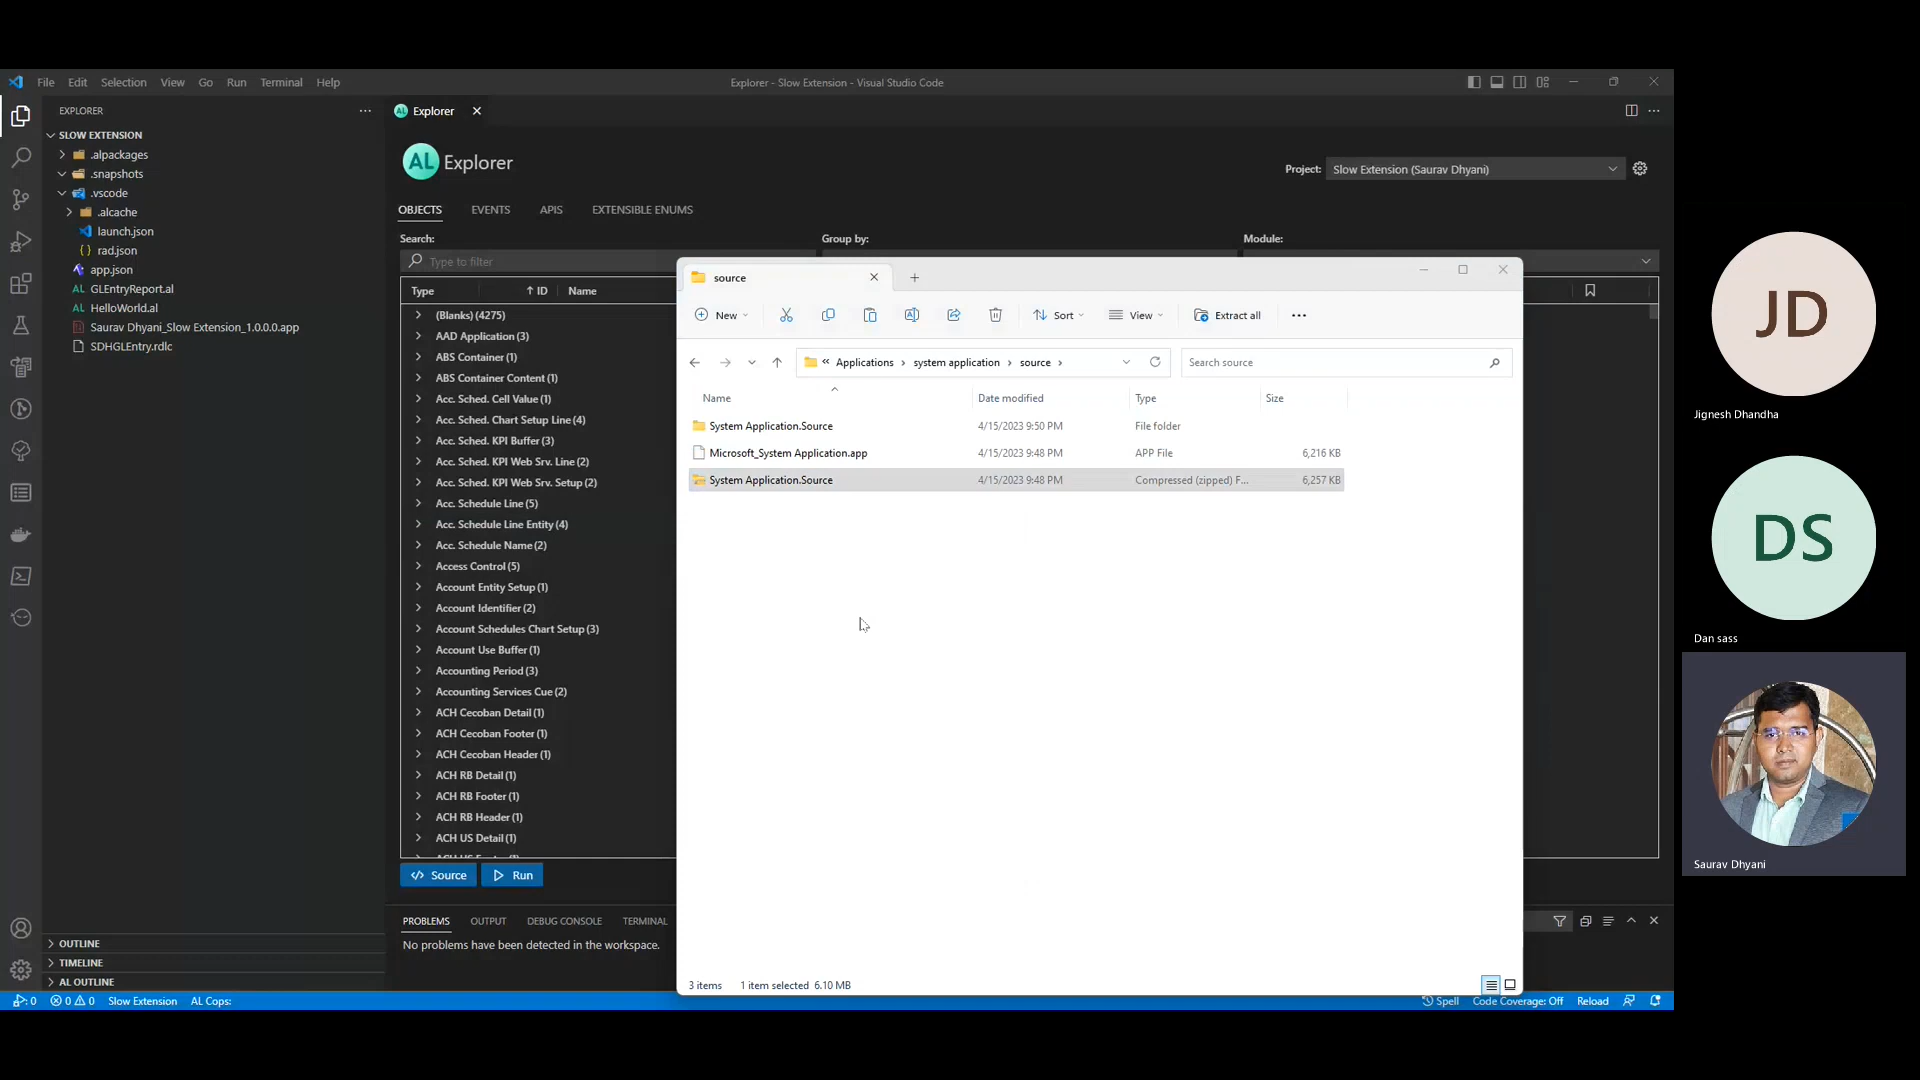 File Edit Selection View Go Run Terminal Help
Explorer - Slow Extension - Visual Studio Code
EXPLORER
SLOW EXTENSION
.alpackages
.snapshots
.vscode
.alcache
launch.json
rad.json
app.json
AL GLEntryReport.al
AL HelloWorld.al
Saurav Dhyani_Slow Extension_1.0.0.0.app
SDHGLEntry.rdlc
OUTLINE
TIMELINE
AL OUTLINE
AL Explorer
AL Explorer
Project: Slow Extension (Saurav Dhyani)
OBJECTS EVENTS APIS EXTENSIBLE ENUMS
Search: Group by: Module:
Type to filter
Type ID Name
(Blanks) (4275)
AAD Application (3)
ABS Container (1)
ABS Container Content (1)
Acc. Sched. Cell Value (1)
Acc. Sched. Chart Setup Line (4)
Acc. Sched. KPI Buffer (3)
Acc. Sched. KPI Web Srv. Line (2)
Acc. Sched. KPI Web Srv. Setup (2)
Acc. Schedule Line (5)
Acc. Schedule Line Entity (4)
Acc. Schedule Name (2)
Access Control (5)
Account Entity Setup (1)
Account Identifier (2)
Account Schedules Chart Setup (3)
Account Use Buffer (1)
Accounting Period (3)
Accounting Services Cue (2)
ACH Cecoban Detail (1)
ACH Cecoban Footer (1)
ACH Cecoban Header (1)
ACH RB Detail (1)
ACH RB Footer (1)
ACH RB Header (1)
ACH US Detail (1)
Source Run
PROBLEMS OUTPUT DEBUG CONSOLE TERMINAL
No problems have been detected in the workspace.
source
New Sort View Extract all
« Applications › system application › source ›
Search source
Name Date modified Type Size
System Application.Source 4/15/2023 9:50 PM File folder
Microsoft_System Application.app 4/15/2023 9:48 PM APP File 6,216 KB
System Application.Source 4/15/2023 9:48 PM Compressed (zipped) F... 6,257 KB
3 items 1 item selected 6.10 MB
0 0 0 Slow Extension AL Cops:
Spell Code Coverage: Off Reload
JD
Jignesh Dhandha
DS
Dan sass
Saurav Dhyani